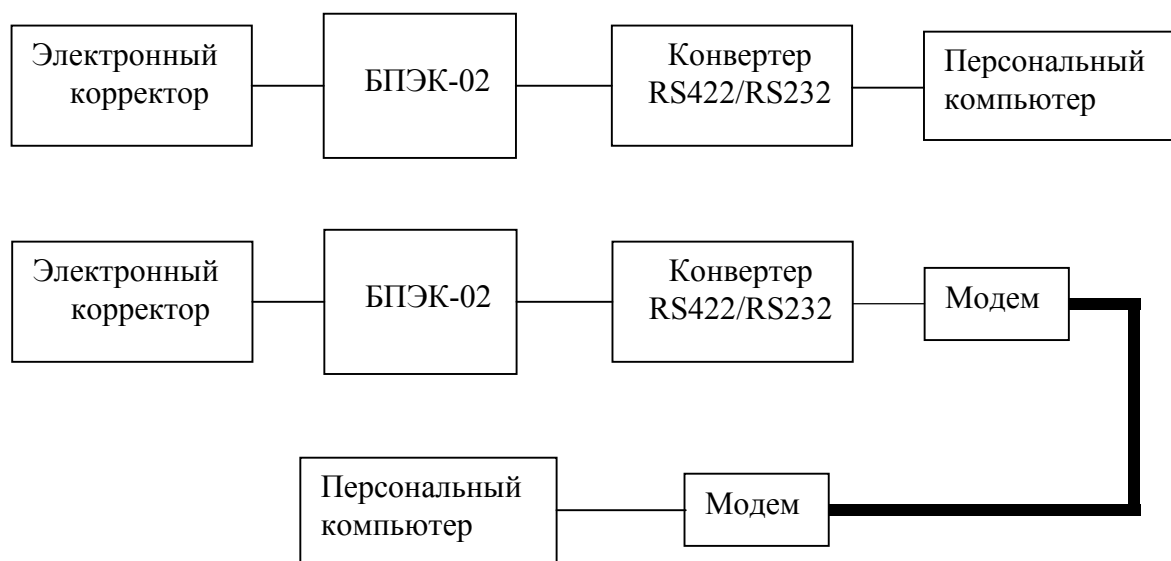 Электронный
корректор
БПЭК-02
Конвертер
RS422/RS232
Персональный
компьютер
Электронный
корректор
БПЭК-02
Конвертер
RS422/RS232
Модем
Персональный
компьютер
Модем